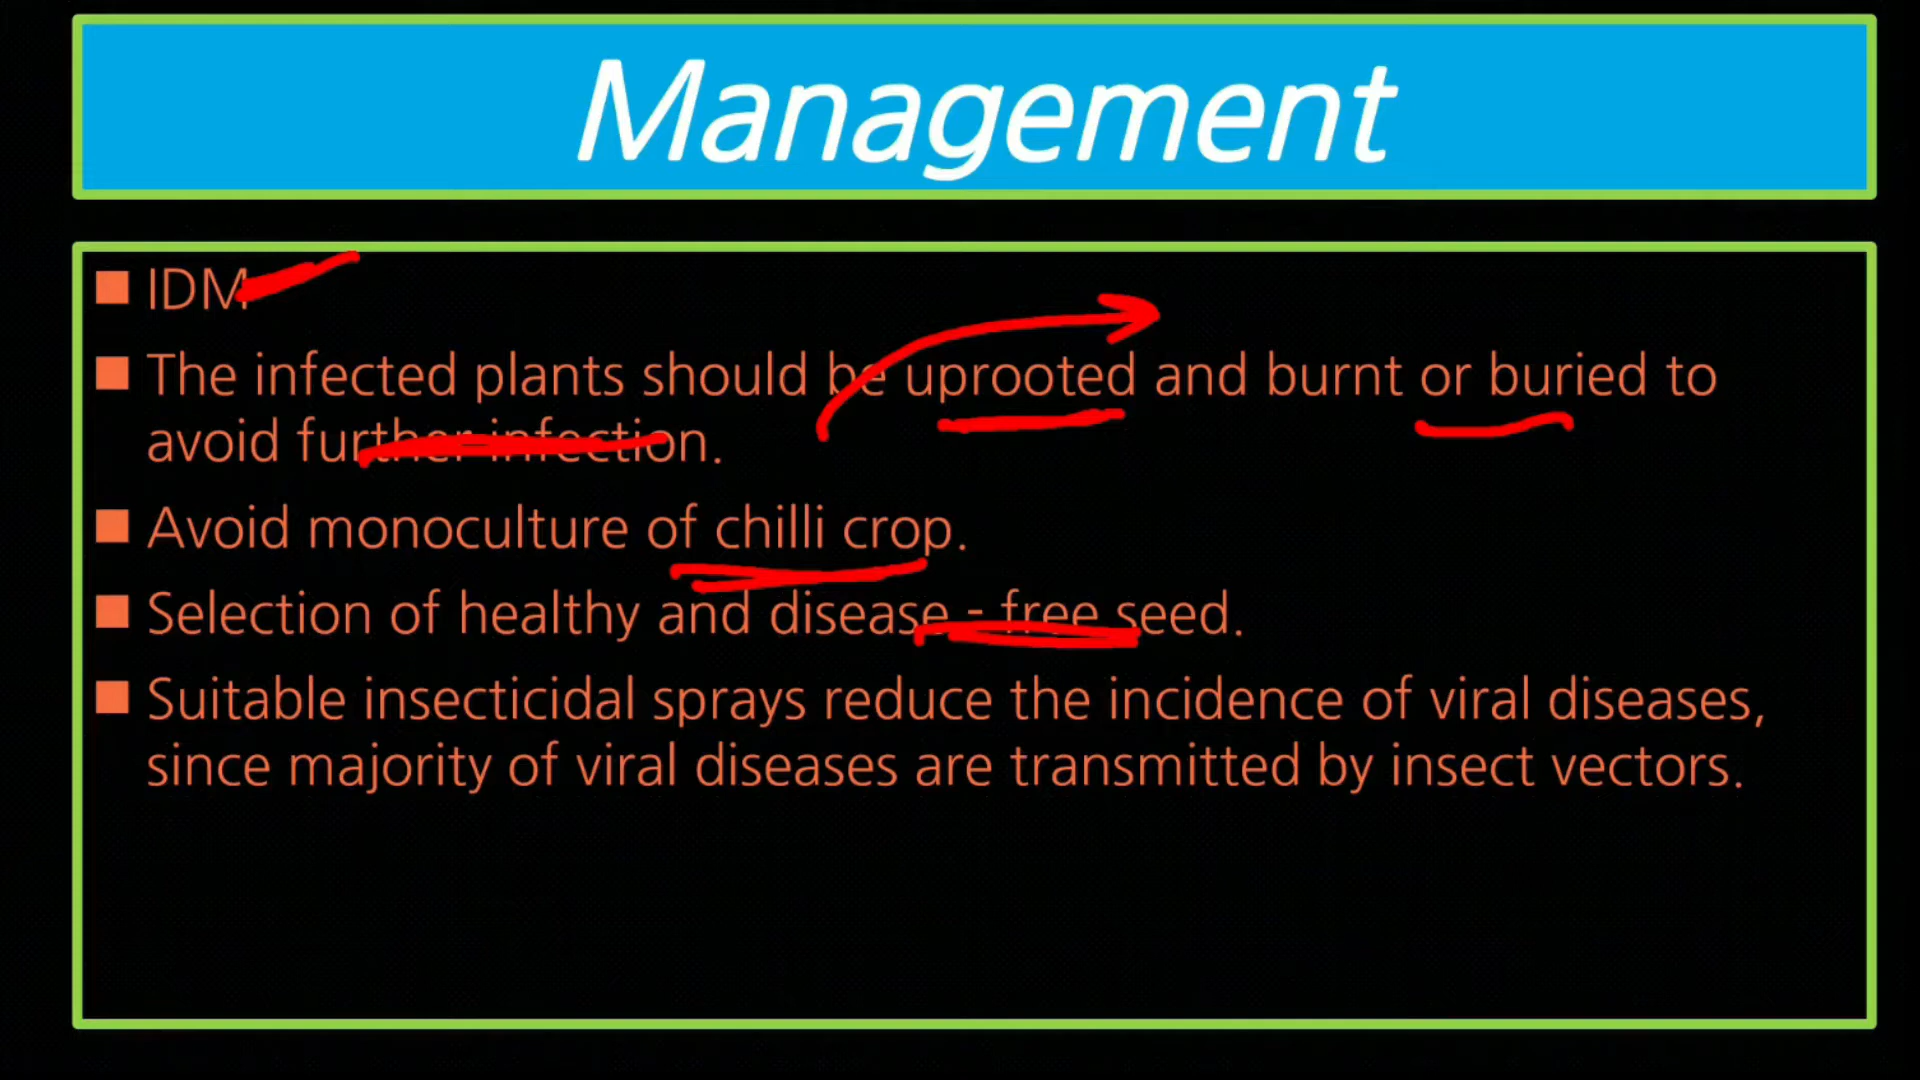 Management
IDM
The infected plants should be uprooted and burnt or buried to
avoid further infection.
Avoid monoculture of chilli crop.
Selection of healthy and disease - free seed.
Suitable insecticidal sprays reduce the incidence of viral diseases,
since majority of viral diseases are transmitted by insect vectors.